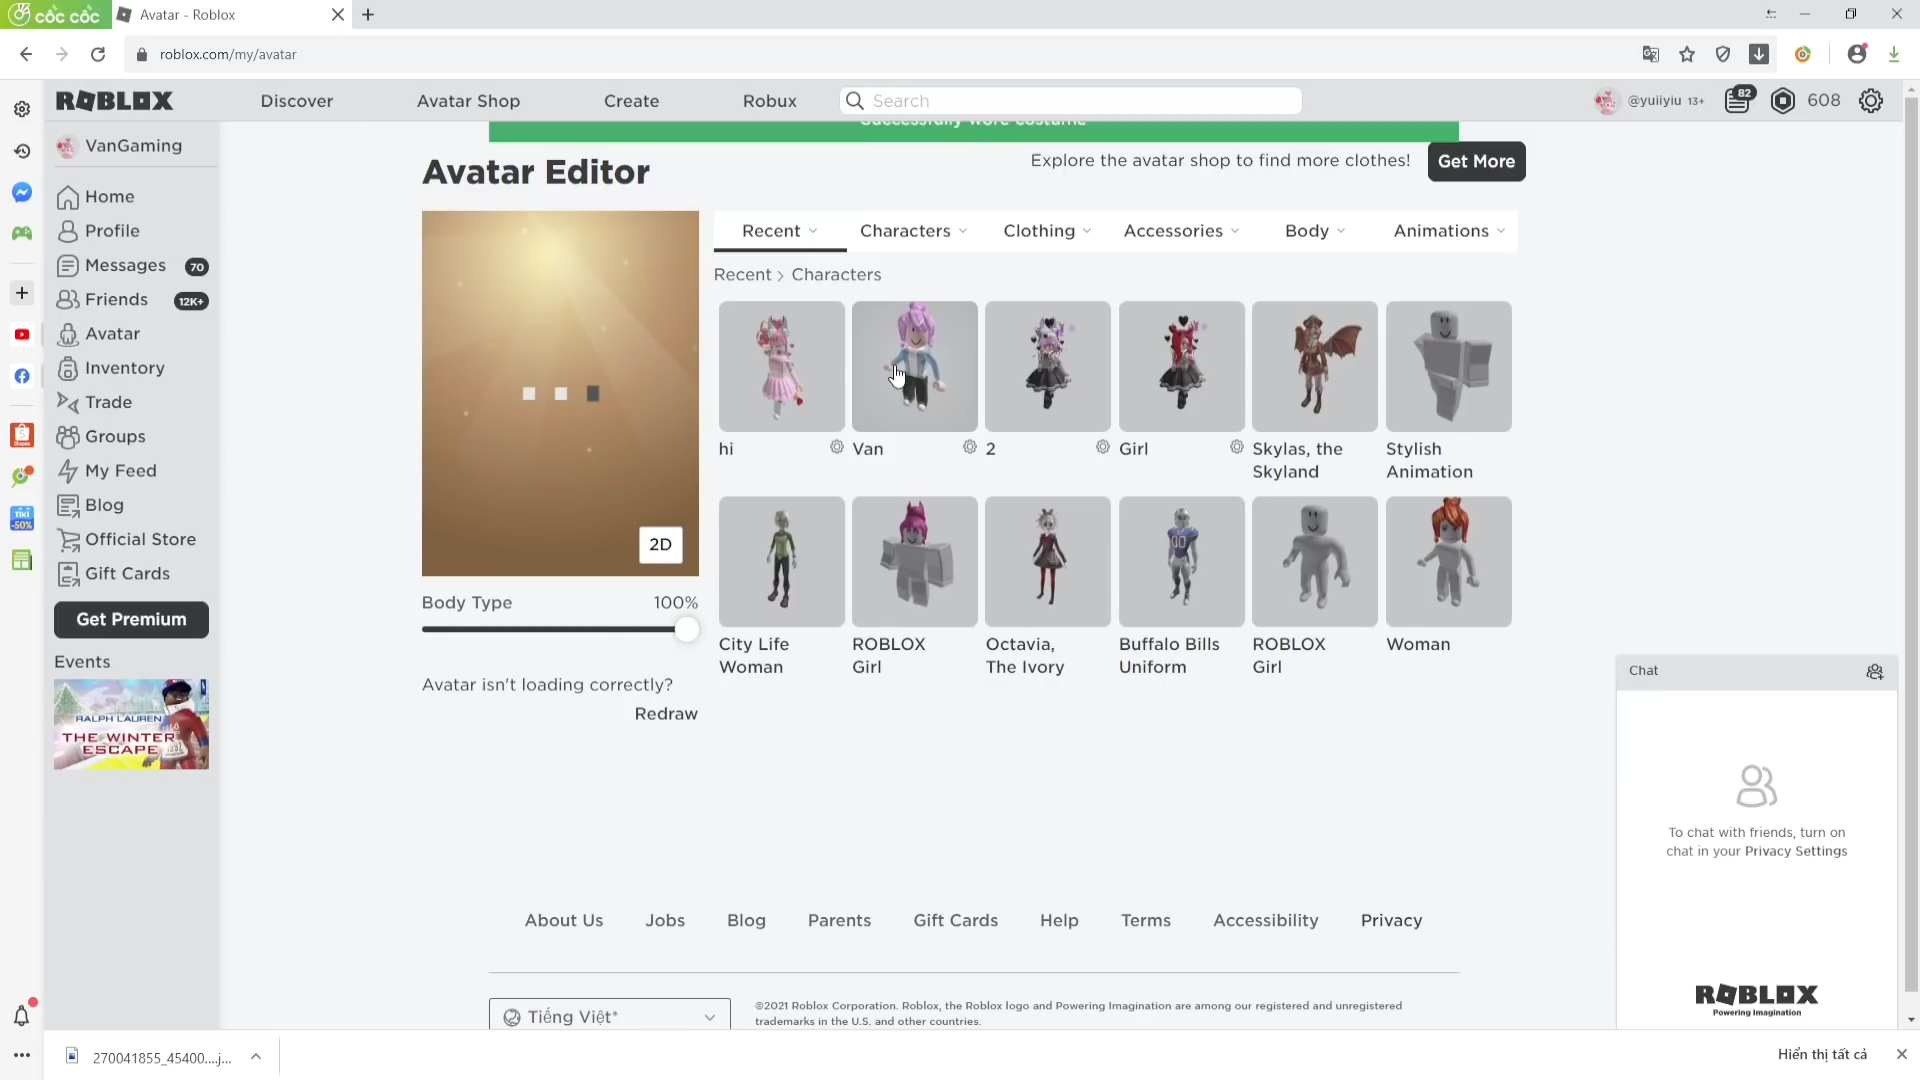 cốc cốc
Avatar - Roblox
roblox.com/my/avatar
ROBLOX
Discover
Avatar Shop
Create
Robux
Search
@yuiiyiu 13+
82
608
VanGaming
Successfully wore costume
Home
Profile
Messages 70
Friends 12K+
Avatar
Inventory
Trade
Groups
My Feed
Blog
Official Store
Gift Cards
Get Premium
Events
RALPH LAUREN
THE WINTER
ESCAPE
TIKI
-50%
Avatar Editor
Explore the avatar shop to find more clothes!
Get More
2D
Body Type 100%
Avatar isn't loading correctly?
Redraw
Recent
Characters
Clothing
Accessories
Body
Animations
Recent > Characters
hi
Van
2
Girl
Skylas, the
Skyland
Stylish
Animation
City Life
Woman
ROBLOX
Girl
Octavia,
The Ivory
Buffalo Bills
Uniform
ROBLOX
Girl
Woman
Chat
To chat with friends, turn on
chat in your Privacy Settings
ROBLOX
Powering Imagination
About Us
Jobs
Blog
Parents
Gift Cards
Help
Terms
Accessibility
Privacy
Tiếng Việt*
©2021 Roblox Corporation. Roblox, the Roblox logo and Powering Imagination are among our registered and unregistered
trademarks in the U.S. and other countries.
270041855_45400....j...
Hiển thị tất cả